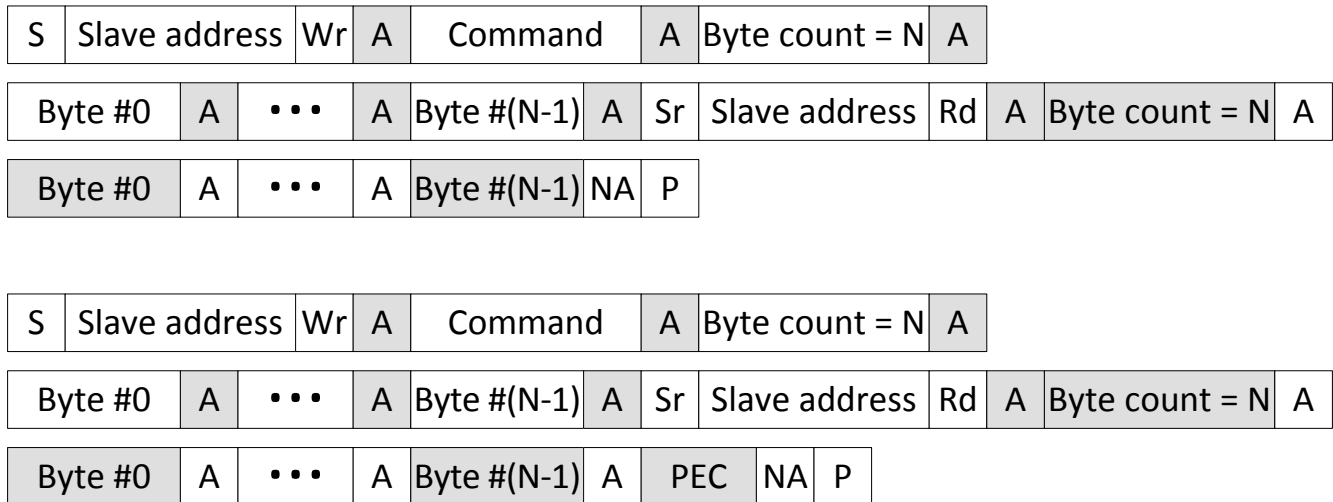 S Slave address Wr A Command A Byte count = N A
Byte #0 A ••• A Byte #(N-1) A Sr Slave address Rd A Byte count = N A
Byte #0 A ••• A Byte #(N-1) NA P
S Slave address Wr A Command A Byte count = N A
Byte #0 A ••• A Byte #(N-1) A Sr Slave address Rd A Byte count = N A
Byte #0 A ••• A Byte #(N-1) A PEC NA P